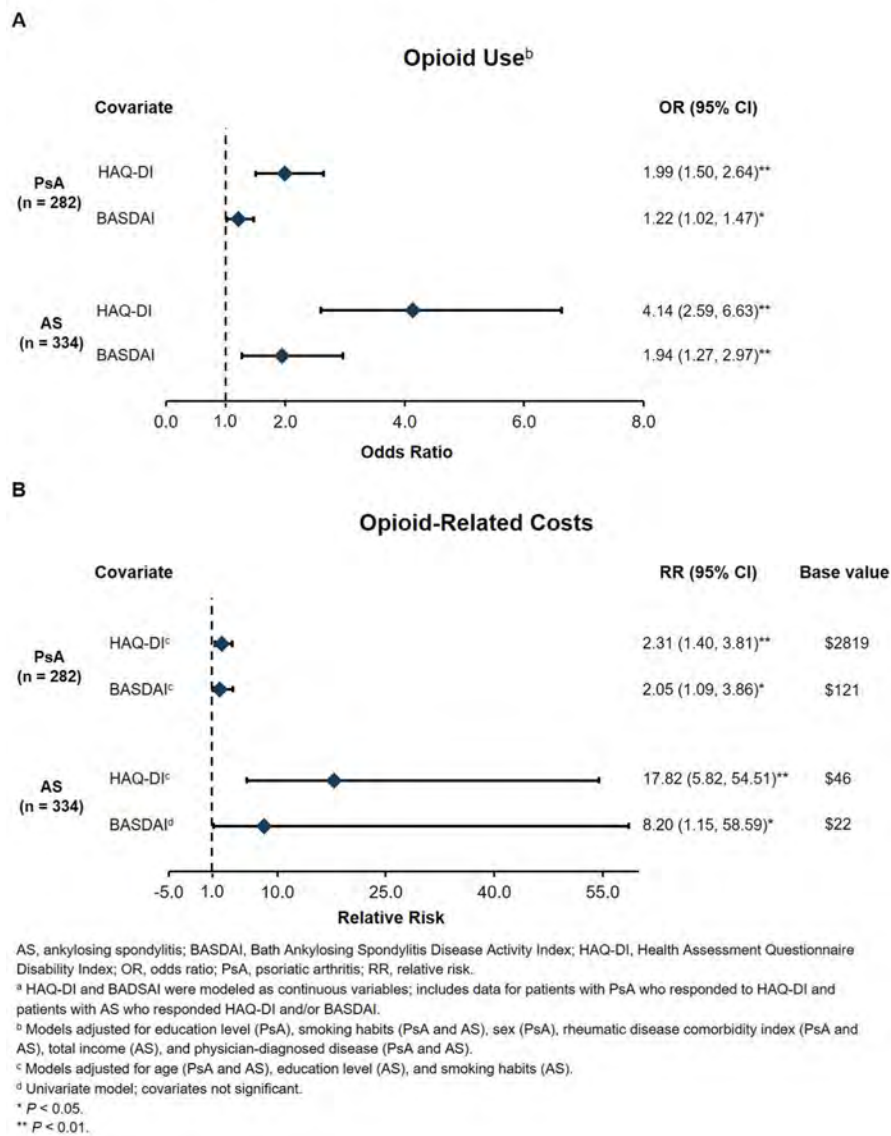 A
Opioid Useᵇ
Covariate OR (95% CI)
PsA
(n = 282)
HAQ-DI 1.99 (1.50, 2.64)**
BASDAI 1.22 (1.02, 1.47)*
AS
(n = 334)
HAQ-DI 4.14 (2.59, 6.63)**
BASDAI 1.94 (1.27, 2.97)**
0.0 1.0 2.0 4.0 6.0 8.0
Odds Ratio
B
Opioid-Related Costs
Covariate RR (95% CI) Base value
PsA
(n = 282)
HAQ-DIᶜ 2.31 (1.40, 3.81)** $2819
BASDAIᶜ 2.05 (1.09, 3.86)* $121
AS
(n = 334)
HAQ-DIᶜ 17.82 (5.82, 54.51)** $46
BASDAIᵈ 8.20 (1.15, 58.59)* $22
-5.0 1.0 10.0 25.0 40.0 55.0
Relative Risk
AS, ankylosing spondylitis; BASDAI, Bath Ankylosing Spondylitis Disease Activity Index; HAQ-DI, Health Assessment Questionnaire
Disability Index; OR, odds ratio; PsA, psoriatic arthritis; RR, relative risk.
ᵃ HAQ-DI and BADSAI were modeled as continuous variables; includes data for patients with PsA who responded to HAQ-DI and
patients with AS who responded HAQ-DI and/or BASDAI.
ᵇ Models adjusted for education level (PsA), smoking habits (PsA and AS), sex (PsA), rheumatic disease comorbidity index (PsA and
AS), total income (AS), and physician-diagnosed disease (PsA and AS).
ᶜ Models adjusted for age (PsA and AS), education level (AS), and smoking habits (AS).
ᵈ Univariate model; covariates not significant.
* P < 0.05.
** P < 0.01.